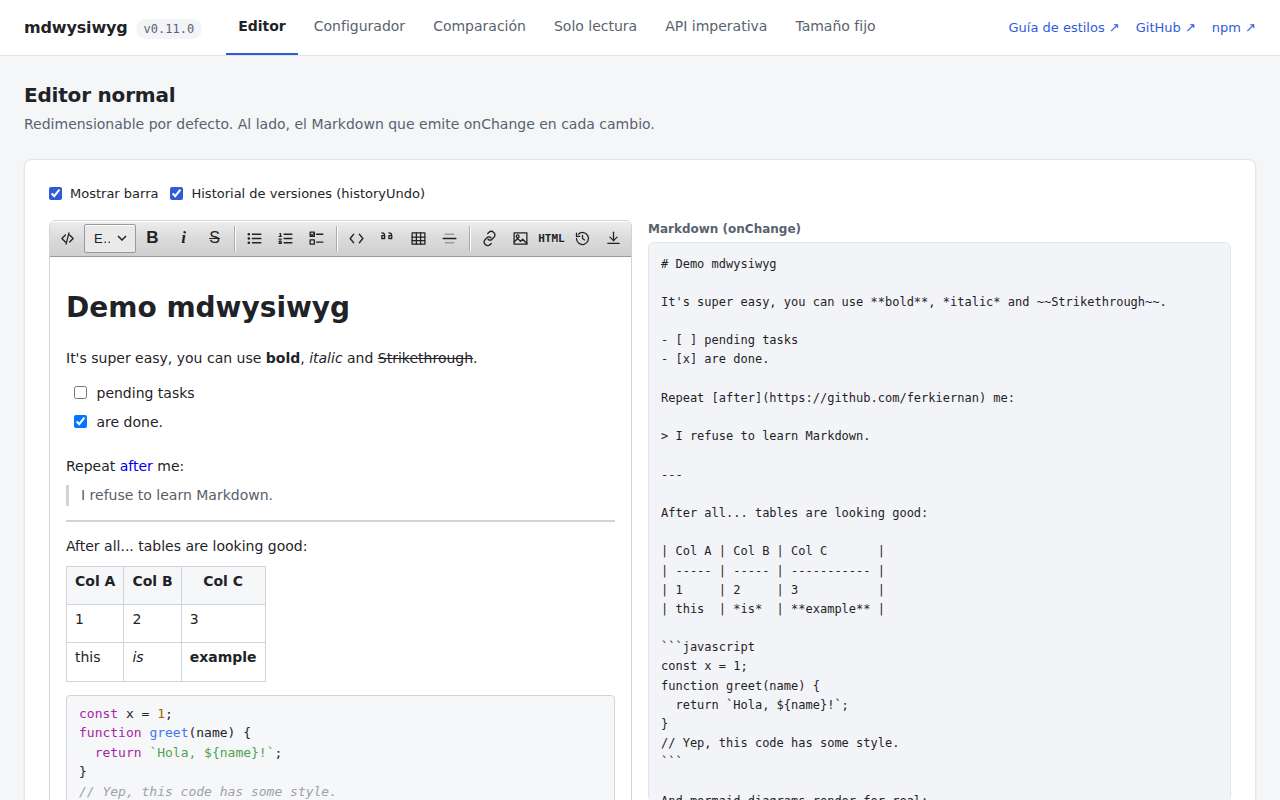 mdwysiwyg v0.11.0 Editor Configurador Comparación Solo lectura API imperativa Tamaño fijo Guía de estilos ↗ GitHub ↗ npm ↗
Editor normal
Redimensionable por defecto. Al lado, el Markdown que emite onChange en cada cambio.
Mostrar barra Historial de versiones (historyUndo)
E.. B i S HTML
Demo mdwysiwyg
It's super easy, you can use bold, italic and Strikethrough.
pending tasks
are done.
Repeat after me:
I refuse to learn Markdown.
After all... tables are looking good:
Col A Col B Col C
1 2 3
this is example
const x = 1;
function greet(name) {
  return `Hola, ${name}!`;
}
// Yep, this code has some style.
Markdown (onChange)
# Demo mdwysiwyg
It's super easy, you can use **bold**, *italic* and ~~Strikethrough~~.
- [ ] pending tasks
- [x] are done.
Repeat [after](https://github.com/ferkiernan) me:
> I refuse to learn Markdown.
---
After all... tables are looking good:
| Col A | Col B | Col C       |
| ----- | ----- | ----------- |
| 1     | 2     | 3           |
| this  | *is*  | **example** |
```javascript
const x = 1;
function greet(name) {
  return `Hola, ${name}!`;
}
// Yep, this code has some style.
```
And mermaid diagrams render for real: